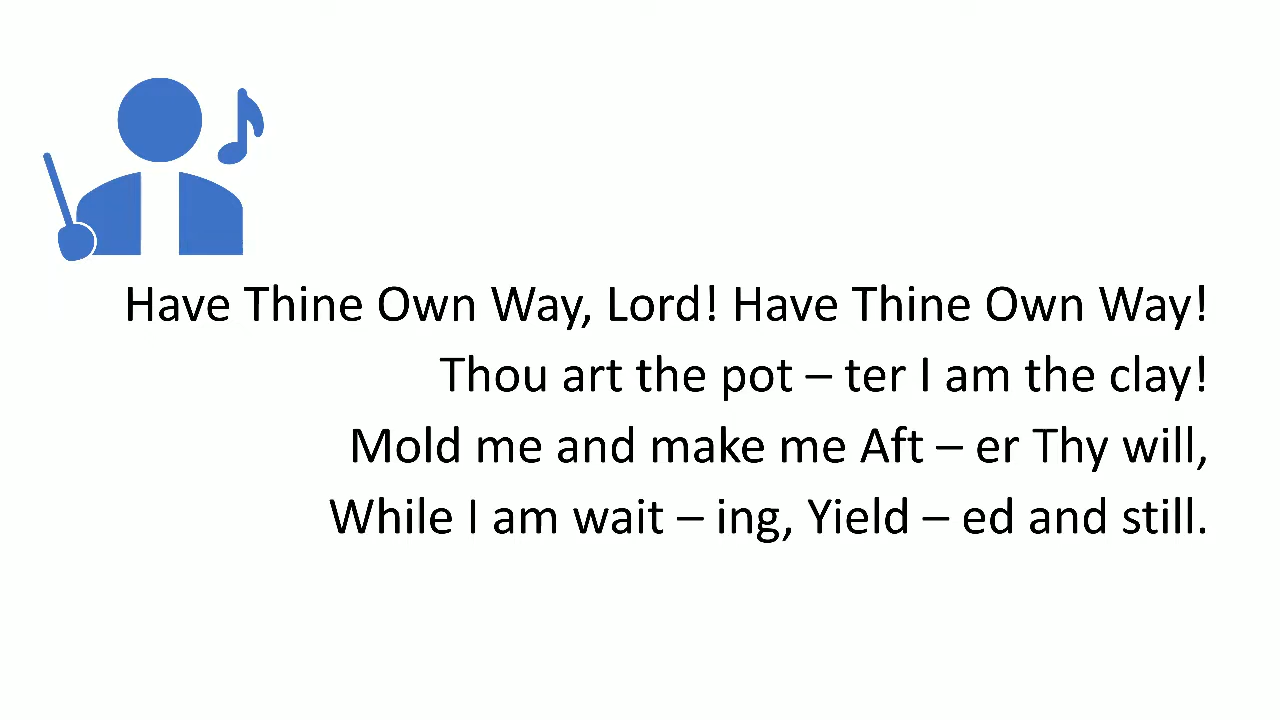 Have Thine Own Way, Lord! Have Thine Own Way!
Thou art the pot – ter I am the clay!
Mold me and make me Aft – er Thy will,
While I am wait – ing, Yield – ed and still.